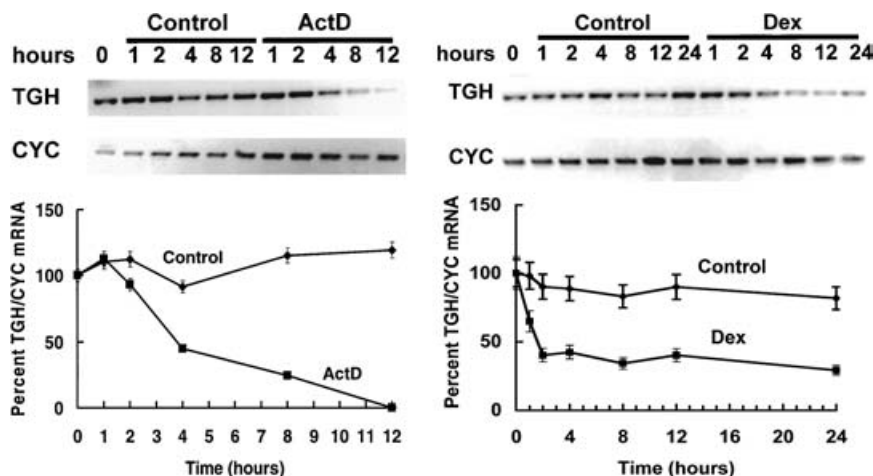 Control ActD
hours 0 1 2 4 8 12 1 2 4 8 12
TGH
CYC
Percent TGH/CYC mRNA
150
100
50
0
Control
ActD
0 1 2 3 4 5 6 7 8 9 10 11 12
Time (hours)
Control Dex
hours 0 1 2 4 8 12 24 1 2 4 8 12 24
TGH
CYC
Percent TGH/CYC mRNA
150
100
50
0
Control
Dex
0 4 8 12 16 20 24
Time (hours)